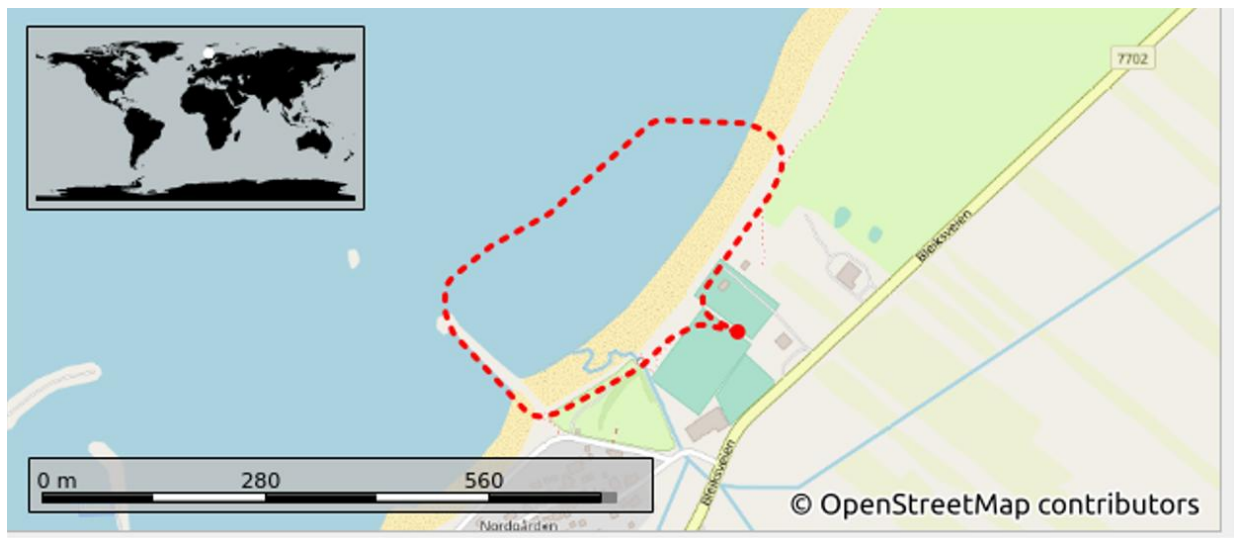 7702
Bleiksveien
0 m 280 560
Bleiksveien
© OpenStreetMap contributors
Nordgården